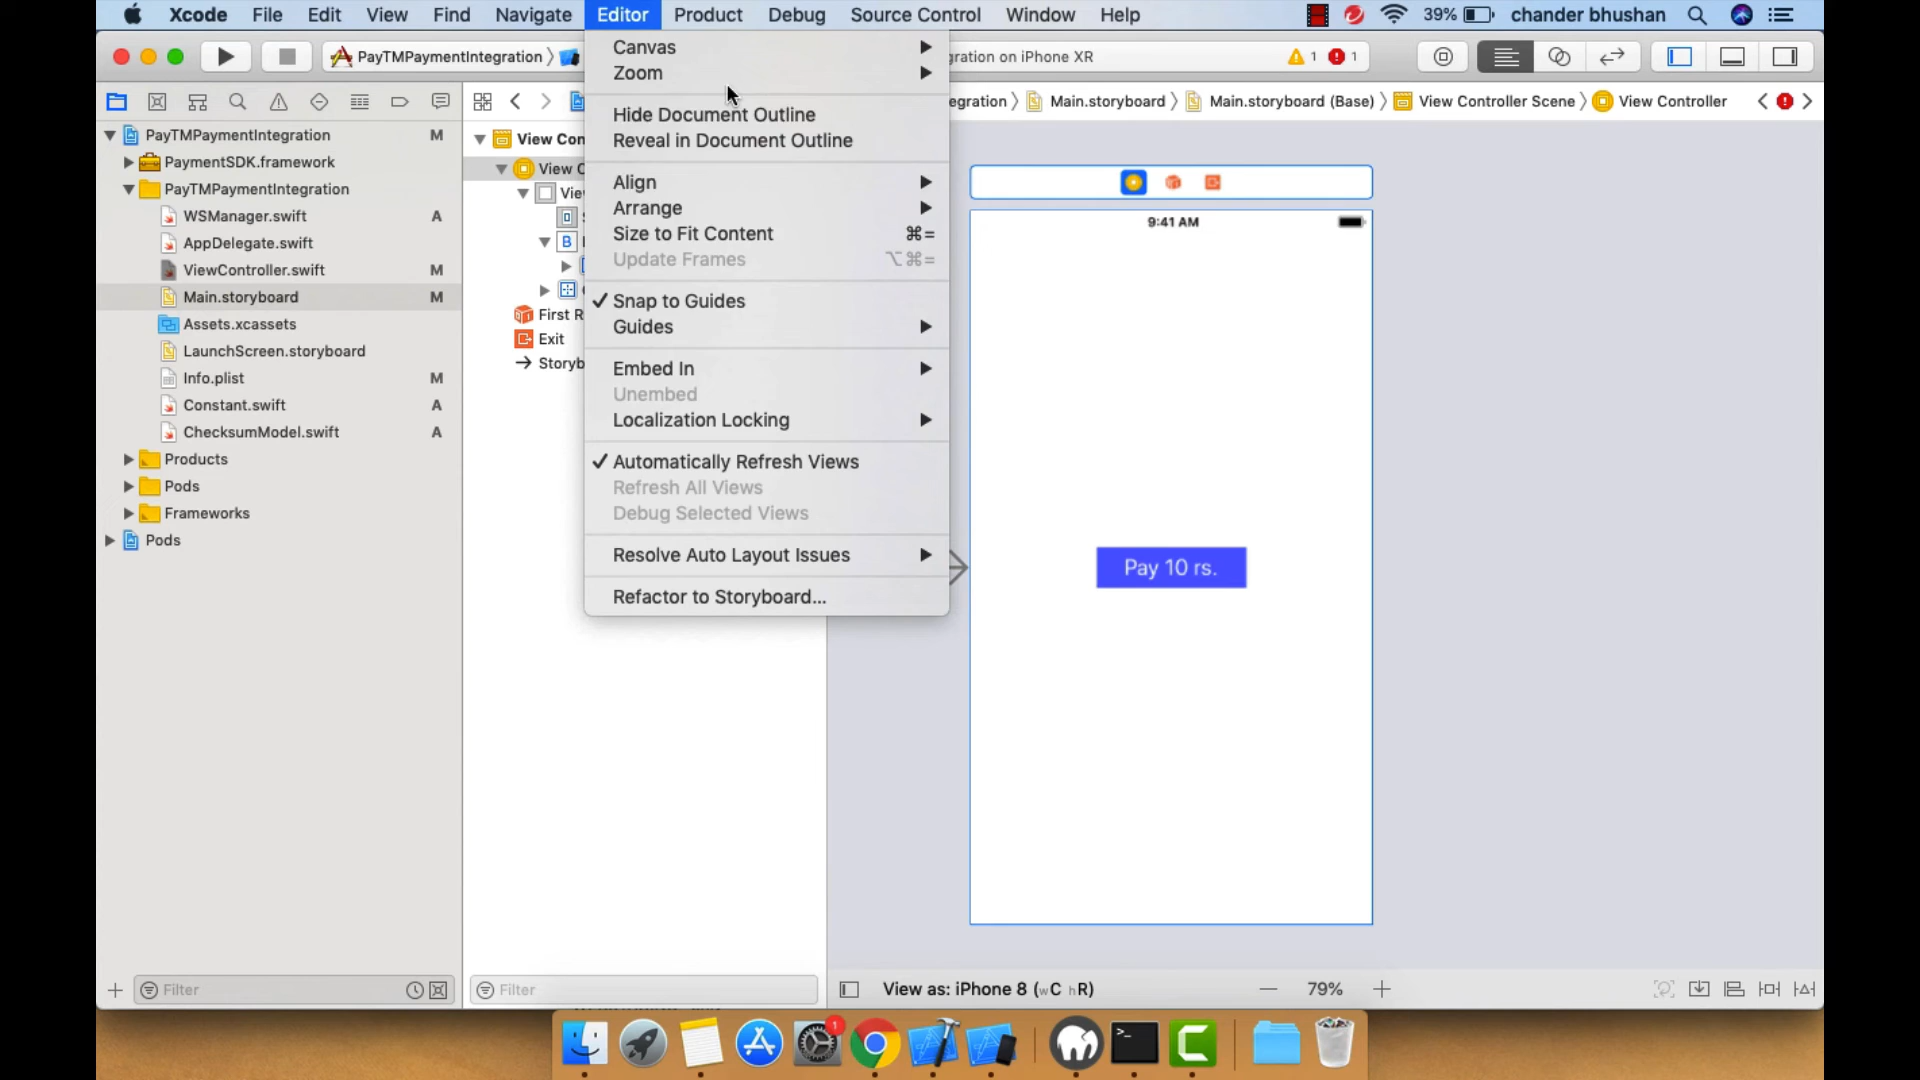 Xcode File Edit View Find Navigate Editor Product Debug Source Control Window Help 39% chander bhushan
PayTMPaymentIntegration gration on iPhone XR 1 1
egration Main.storyboard Main.storyboard (Base) View Controller Scene View Controller
PayTMPaymentIntegration M
PaymentSDK.framework
PayTMPaymentIntegration
WSManager.swift A
AppDelegate.swift
ViewController.swift M
Main.storyboard M
Assets.xcassets
LaunchScreen.storyboard
Info.plist M
Constant.swift A
ChecksumModel.swift A
Products
Pods
Frameworks
Pods
Filter
View Con
View C
Vie
B
First R
Exit
Storyb
Filter
Canvas
Zoom
Hide Document Outline
Reveal in Document Outline
Align
Arrange
Size to Fit Content ⌘=
Update Frames ⌥⌘=
Snap to Guides
Guides
Embed In
Unembed
Localization Locking
Automatically Refresh Views
Refresh All Views
Debug Selected Views
Resolve Auto Layout Issues
Refactor to Storyboard...
9:41 AM
Pay 10 rs.
View as: iPhone 8 (wC hR) 79%
1